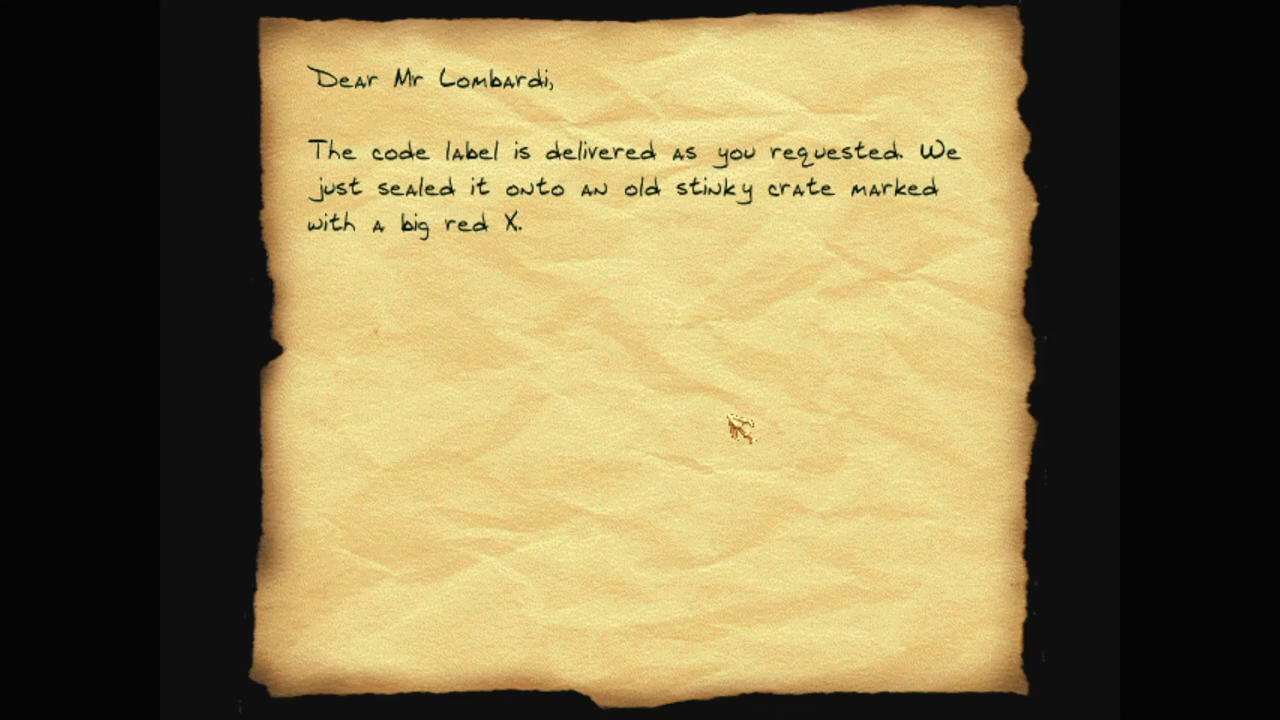 Dear Mr Lombardi,
The code label is delivered as you requested. We
just sealed it onto an old stinky crate marked
with a big red X.